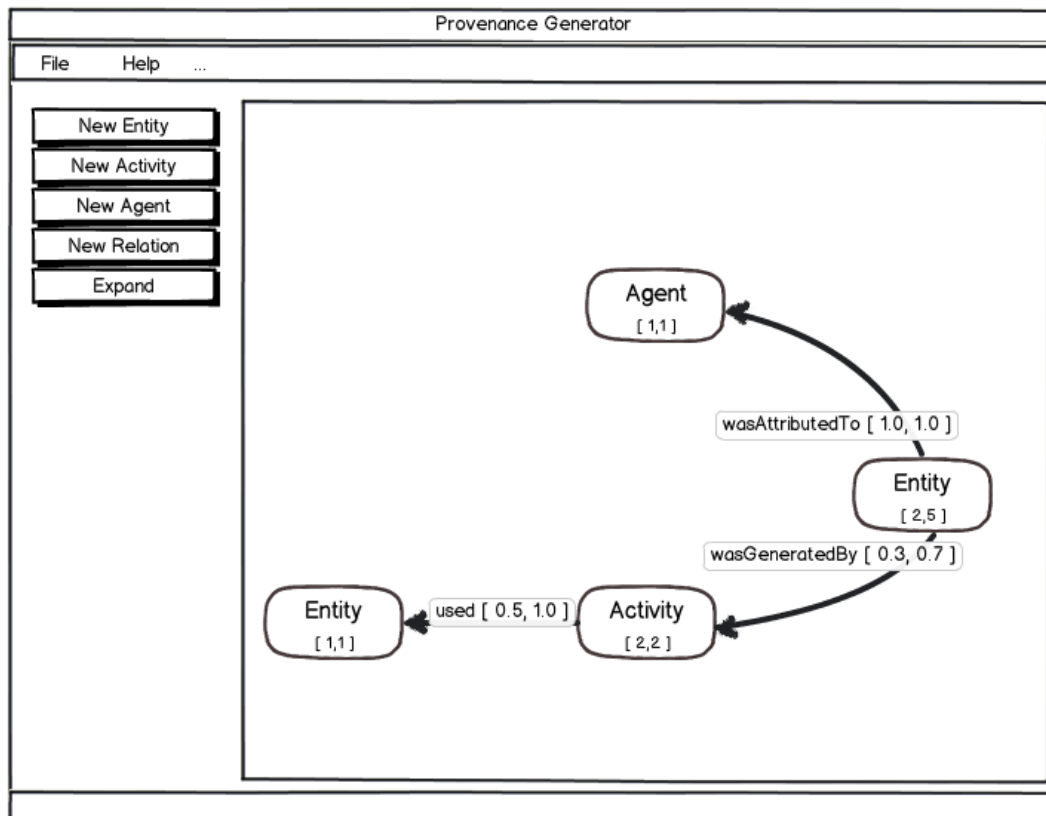 Provenance Generator
File Help ...
New Entity
New Activity
New Agent
New Relation
Expand
Agent
[ 1,1 ]
wasAttributedTo [ 1.0, 1.0 ]
Entity
[ 2,5 ]
wasGeneratedBy [ 0.3, 0.7 ]
Entity
[ 1,1 ]
used [ 0.5, 1.0 ]
Activity
[ 2,2 ]